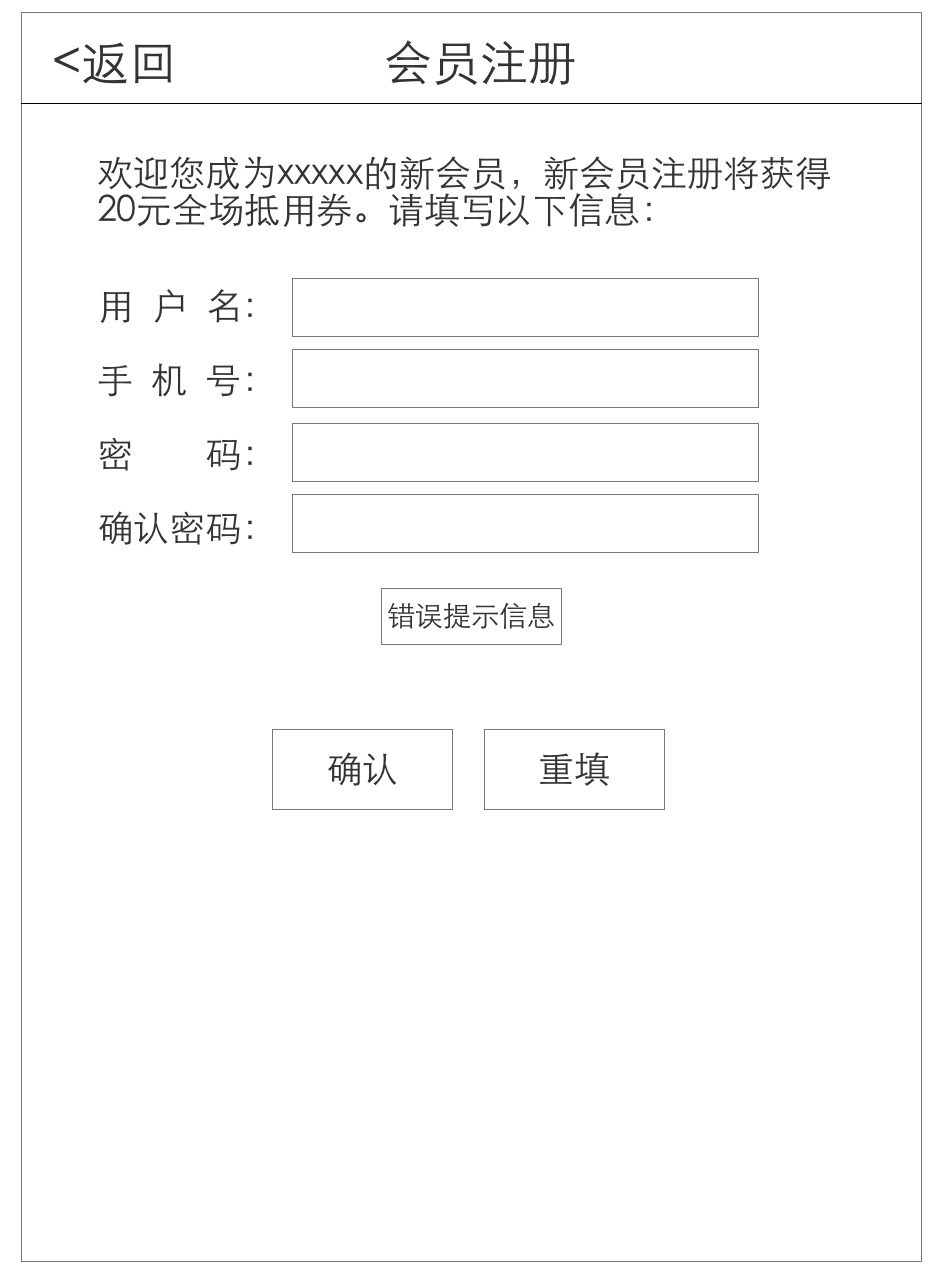 <返回 会员注册
欢迎您成为xxxxx的新会员，新会员注册将获得
20元全场抵用券。请填写以下信息：
用 户 名：
手 机 号：
密 码：
确认密码：
错误提示信息
确认 重填